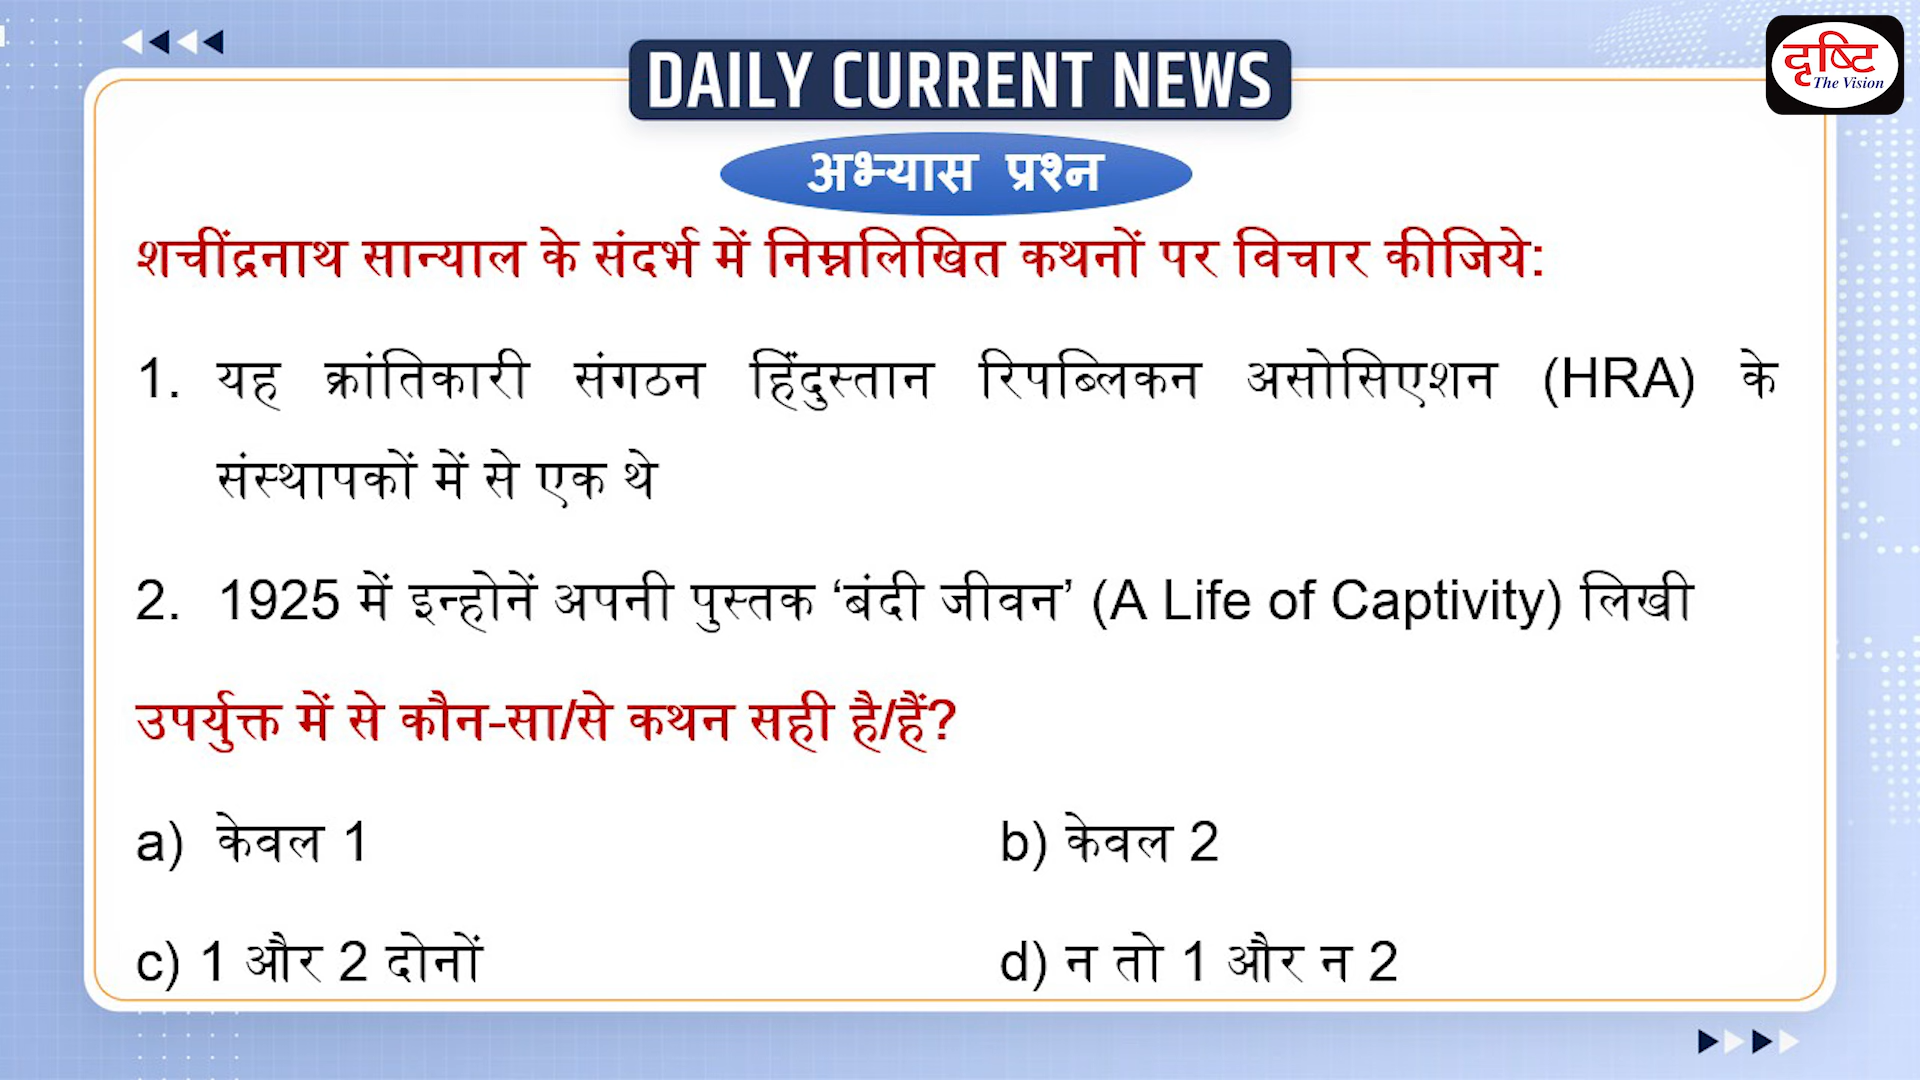 DAILY CURRENT NEWS
दृष्टि
The Vision
अभ्यास प्रश्न
शचींद्रनाथ सान्याल के संदर्भ में निम्नलिखित कथनों पर विचार कीजिये:
1. यह क्रांतिकारी संगठन हिंदुस्तान रिपब्लिकन असोसिएशन (HRA) के
संस्थापकों में से एक थे
2. 1925 में इन्होनें अपनी पुस्तक ‘बंदी जीवन’ (A Life of Captivity) लिखी
उपर्युक्त में से कौन-सा/से कथन सही है/हैं?
a) केवल 1
b) केवल 2
c) 1 और 2 दोनों
d) न तो 1 और न 2